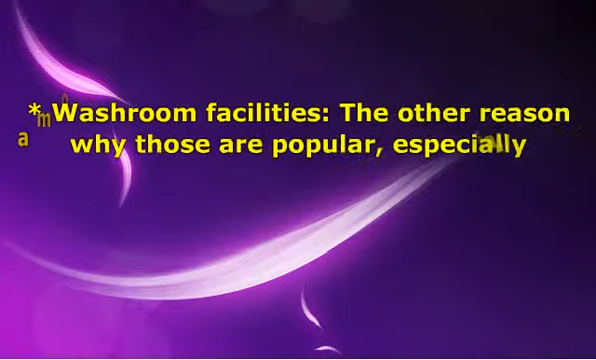 * Washroom facilities: The other reason
why those are popular, especially